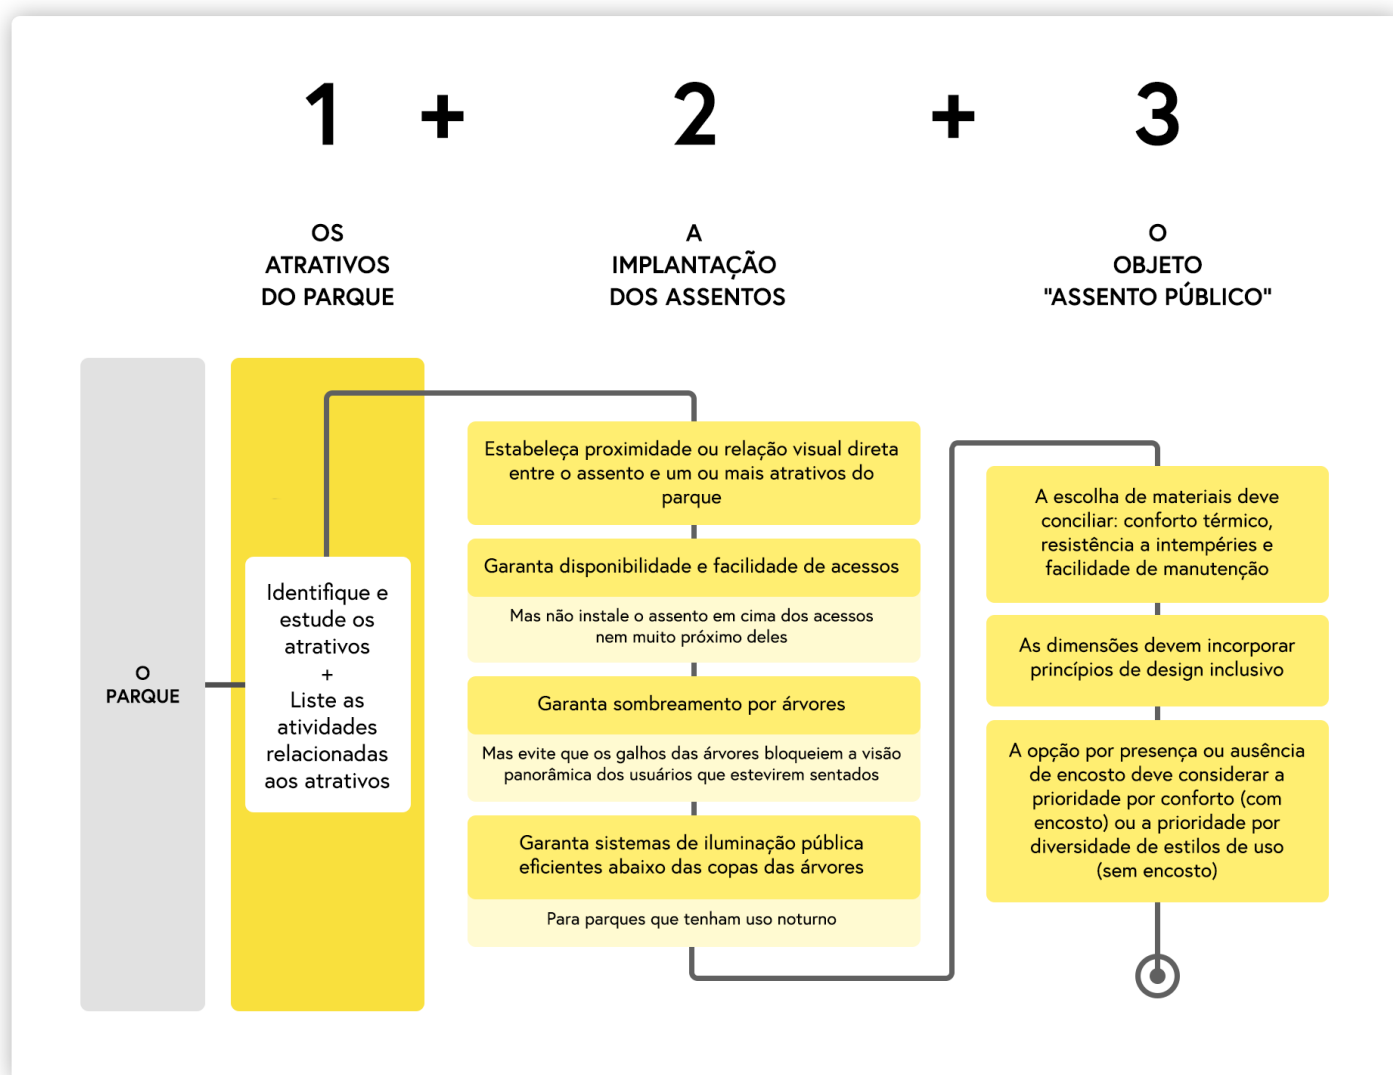 1 + 2 + 3
OS
ATRATIVOS
DO PARQUE
A
IMPLANTAÇÃO
DOS ASSENTOS
O
OBJETO
"ASSENTO PÚBLICO"
O
PARQUE
Identifique e
estude os
atrativos
+
Liste as
atividades
relacionadas
aos atrativos
Estabeleça proximidade ou relação visual direta
entre o assento e um ou mais atrativos do
parque
Garanta disponibilidade e facilidade de acessos
Mas não instale o assento em cima dos acessos
nem muito próximo deles
Garanta sombreamento por árvores
Mas evite que os galhos das árvores bloqueiem a visão
panorâmica dos usuários que estevirem sentados
Garanta sistemas de iluminação pública
eficientes abaixo das copas das árvores
Para parques que tenham uso noturno
A escolha de materiais deve
conciliar: conforto térmico,
resistência a intempéries e
facilidade de manutenção
As dimensões devem incorporar
princípios de design inclusivo
A opção por presença ou ausência
de encosto deve considerar a
prioridade por conforto (com
encosto) ou a prioridade por
diversidade de estilos de uso
(sem encosto)